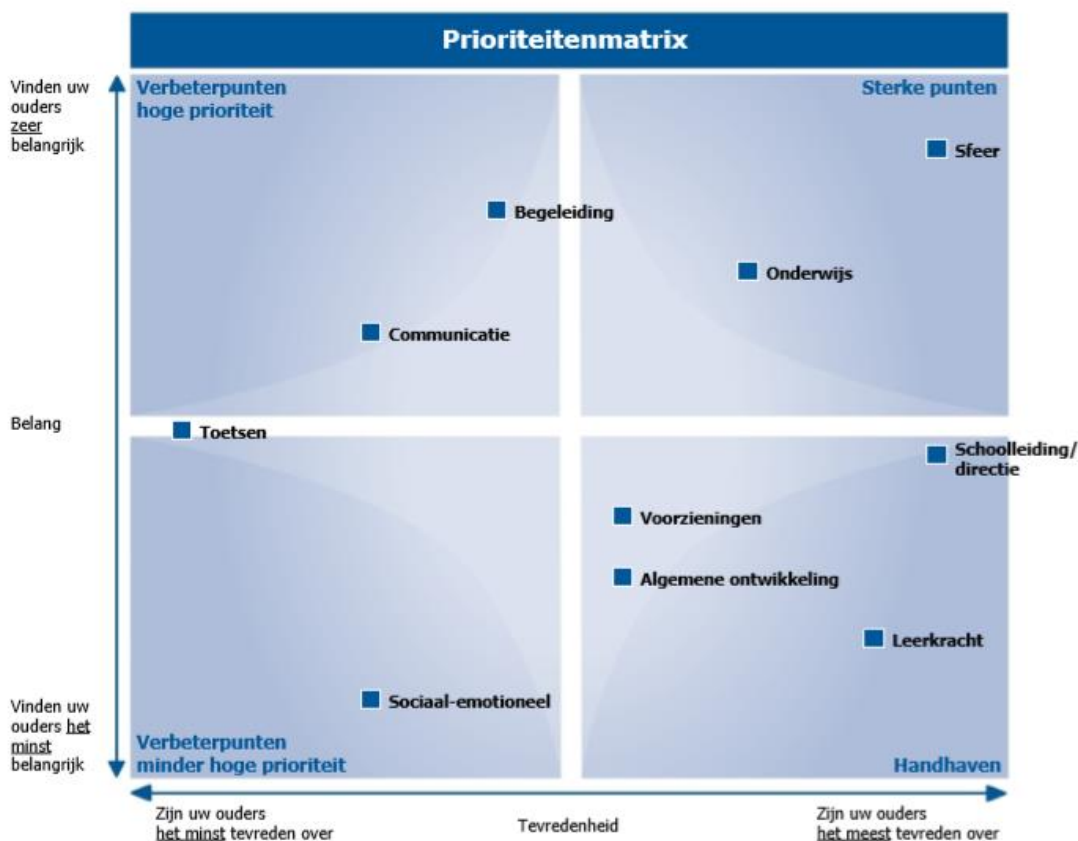 Prioriteitenmatrix
Vinden uw
ouders
zeer
belangrijk
Verbeterpunten
hoge prioriteit
Sterke punten
Sfeer
Begeleiding
Onderwijs
Communicatie
Belang
Toetsen
Schoolleiding/
directie
Voorzieningen
Algemene ontwikkeling
Leerkracht
Sociaal-emotioneel
Vinden uw
ouders het
minst
belangrijk
Verbeterpunten
minder hoge prioriteit
Handhaven
Zijn uw ouders
het minst tevreden over
Tevredenheid
Zijn uw ouders
het meest tevreden over